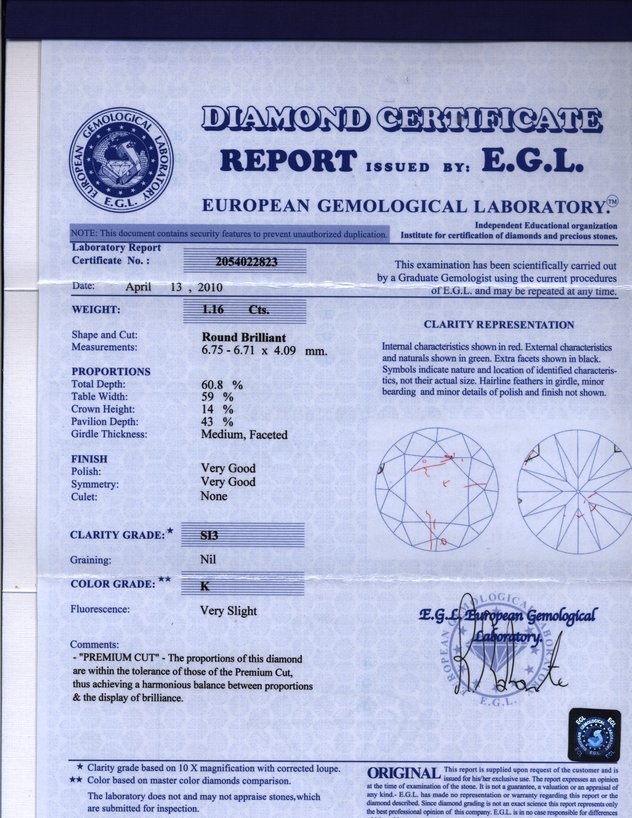 DIAMOND CERTIFICATE
REPORT ISSUED BY: E.G.L.
EUROPEAN GEMOLOGICAL LABORATORY.™
EUROPEAN GEMOLOGICAL LABORATORY
E.G.L.
Independent Educational organization
Institute for certification of diamonds and precious stones.
NOTE: This document contains security features to prevent unauthorized duplication.
Laboratory Report
Certificate No. : 2054022823
Date: April 13 , 2010
WEIGHT: 1.16 Cts.
Shape and Cut: Round Brilliant
Measurements: 6.75 - 6.71 x 4.09 mm.
PROPORTIONS
Total Depth: 60.8 %
Table Width: 59 %
Crown Height: 14 %
Pavilion Depth: 43 %
Girdle Thickness: Medium, Faceted
FINISH
Polish: Very Good
Symmetry: Very Good
Culet: None
CLARITY GRADE: ★ SI3
Graining: Nil
COLOR GRADE: ★★ K
Fluorescence: Very Slight
Comments:
- "PREMIUM CUT" - The proportions of this diamond
are within the tolerance of those of the Premium Cut,
thus achieving a harmonious balance between proportions
& the display of brilliance.
★ Clarity grade based on 10 X magnification with corrected loupe.
★★ Color based on master color diamonds comparison.
The laboratory does not and may not appraise stones,which
are submitted for inspection.
This examination has been scientifically carried out
by a Graduate Gemologist using the current procedures
of E.G.L. and may be repeated at any time.
CLARITY REPRESENTATION
Internal characteristics shown in red. External characteristics
and naturals shown in green. Extra facets shown in black.
Symbols indicate nature and location of identified characteris-
tics, not their actual size. Hairline feathers in girdle, minor
bearding and minor details of polish and finish not shown.
E.G.L. European Gemological
Laboratory.
E.G.L.
EGL EGL
ORIGINAL This report is supplied upon request of the customer and is
issued for his/her exclusive use. The report expresses an opinion
at the time of examination of the stone. It is not a guarantee, a valuation or an appraisal of
any kind.- E.G.L. has made no representation or warranty regarding this report or the
diamond described. Since diamond grading is not an exact science this report represents only
the best professional opinion of this company. E.G.L. is in no case responsible for differences